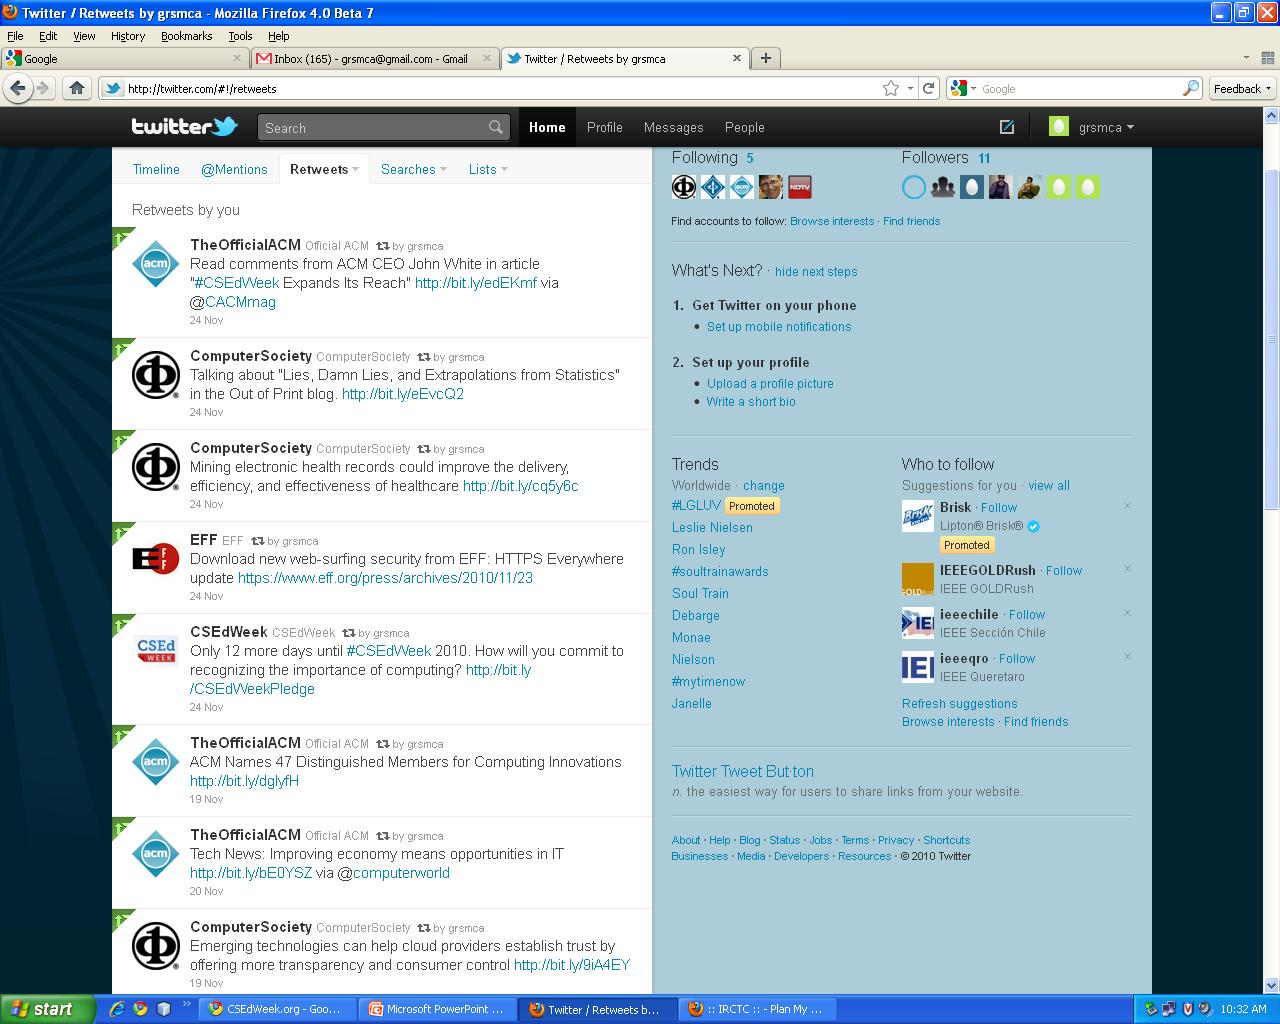 Twitter / Retweets by grsmca - Mozilla Firefox 4.0 Beta 7
File Edit View History Bookmarks Tools Help
Google
Inbox (165) - grsmca@gmail.com - Gmail
Twitter / Retweets by grsmca
http://twitter.com/#!/retweets
Google
Feedback
twitter
Search
Home Profile Messages People
grsmca
Timeline @Mentions Retweets Searches Lists
Retweets by you
TheOfficialACM Official ACM by grsmca
Read comments from ACM CEO John White in article
"#CSEdWeek Expands Its Reach" http://bit.ly/edEKmf via
@CACMmag
24 Nov
ComputerSociety ComputerSociety by grsmca
Talking about "Lies, Damn Lies, and Extrapolations from Statistics"
in the Out of Print blog. http://bit.ly/eEvcQ2
24 Nov
ComputerSociety ComputerSociety by grsmca
Mining electronic health records could improve the delivery,
efficiency, and effectiveness of healthcare http://bit.ly/cq5y6c
24 Nov
EFF EFF by grsmca
Download new web-surfing security from EFF: HTTPS Everywhere
update https://www.eff.org/press/archives/2010/11/23
24 Nov
CSEdWeek CSEdWeek by grsmca
Only 12 more days until #CSEdWeek 2010. How will you commit to
recognizing the importance of computing? http://bit.ly
/CSEdWeekPledge
24 Nov
TheOfficialACM Official ACM by grsmca
ACM Names 47 Distinguished Members for Computing Innovations
http://bit.ly/dglyfH
19 Nov
TheOfficialACM Official ACM by grsmca
Tech News: Improving economy means opportunities in IT
http://bit.ly/bE0YSZ via @computerworld
20 Nov
ComputerSociety ComputerSociety by grsmca
Emerging technologies can help cloud providers establish trust by
offering more transparency and consumer control http://bit.ly/9iA4EY
19 Nov
acm
acm
acm
EFF
CSEd
WEEK
Following 5
Followers 11
NDTV
Find accounts to follow: Browse interests · Find friends
What's Next? · hide next steps
1. Get Twitter on your phone
• Set up mobile notifications
2. Set up your profile
• Upload a profile picture
• Write a short bio
Trends
Worldwide · change
#LGLUV Promoted
Leslie Nielsen
Ron Isley
#soultrainawards
Soul Train
Debarge
Monae
Nielson
#mytimenow
Janelle
Who to follow
Suggestions for you · view all
Brisk · Follow
Lipton® Brisk®
Promoted
IEEEGOLDRush · Follow
IEEE GOLDRush
ieeechile · Follow
IEEE Sección Chile
ieeeqro · Follow
IEEE Queretaro
Refresh suggestions
Browse interests · Find friends
Twitter Tweet But·ton
n. the easiest way for users to share links from your website.
About · Help · Blog · Status · Jobs · Terms · Privacy · Shortcuts
Businesses · Media · Developers · Resources · © 2010 Twitter
start
CSEdWeek.org - Goo...
Microsoft PowerPoint ...
Twitter / Retweets b...
:: IRCTC :: - Plan My ...
10:32 AM